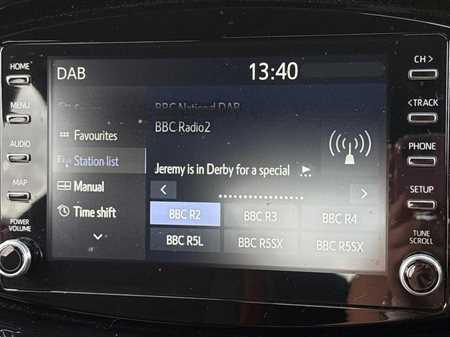 HOME
MENU
AUDIO
MAP
POWER
VOLUME
DAB
13:40
BBC National DAB
BBC Radio2
Favourites
Station list
Manual
Time shift
Jeremy is in Derby for a special
BBC R2
BBC R3
BBC R4
BBC R5L
BBC R5SX
BBC R5SX
CH >
< TRACK
PHONE
SETUP
TUNE
SCROLL